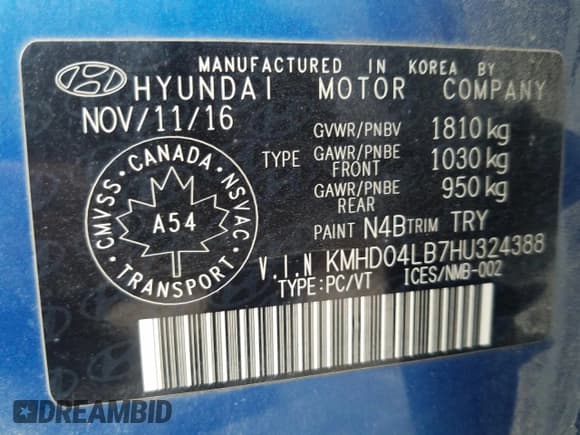 MANUFACTURED IN KOREA BY
HYUNDAI MOTOR COMPANY
NOV/11/16
GVWR/PNBV 1810 kg
TYPE GAWR/PNBE FRONT 1030 kg
GAWR/PNBE REAR 950 kg
PAINT N4B TRIM TRY
CMVSS · CANADA · NSVAC
TRANSPORT
A54
V.I.N KMHD04LB7HU324388
TYPE:PC/VT ICES/NMB-002
DREAMBID